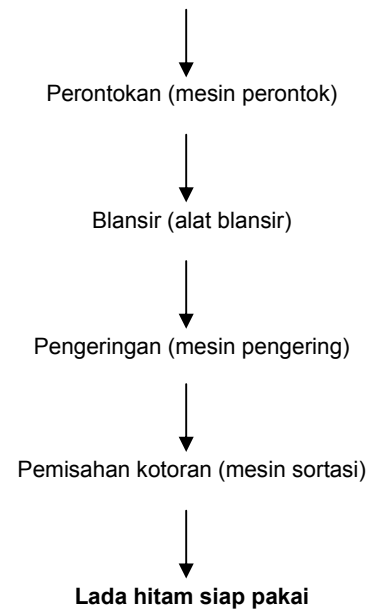 Perontokan (mesin perontok)
Blansir (alat blansir)
Pengeringan (mesin pengering)
Pemisahan kotoran (mesin sortasi)
Lada hitam siap pakai